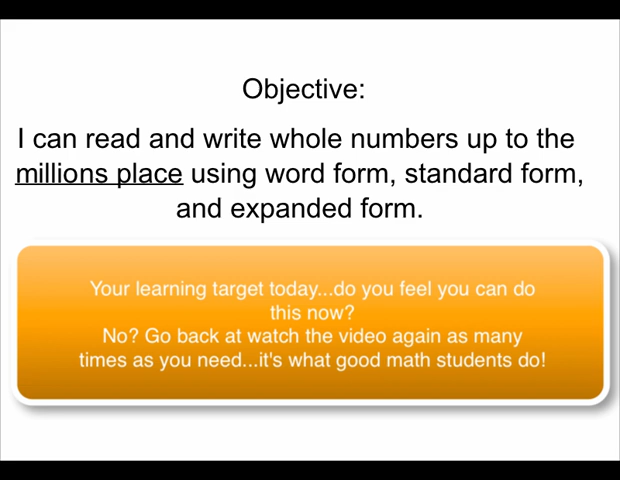 Objective:
I can read and write whole numbers up to the
millions place using word form, standard form,
and expanded form.
Your learning target today...do you feel you can do
this now?
No? Go back at watch the video again as many
times as you need...it's what good math students do!